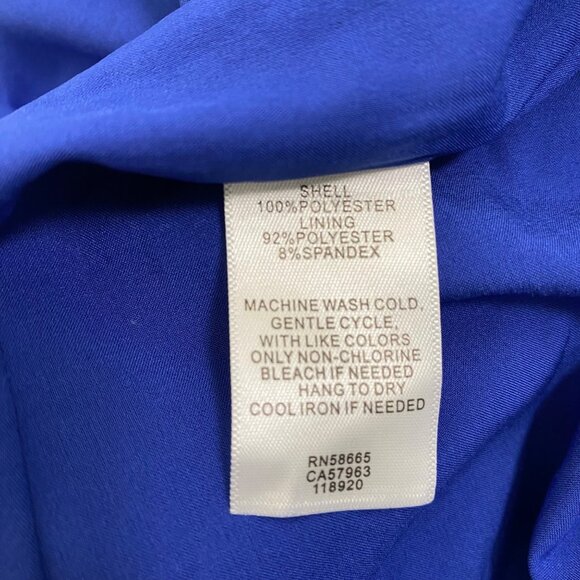 SHELL
100%POLYESTER
LINING
92%POLYESTER
8%SPANDEX
MACHINE WASH COLD.
GENTLE CYCLE,
WITH LIKE COLORS
ONLY NON-CHLORINE
BLEACH IF NEEDED
HANG TO DRY
COOL IRON IF NEEDED
RN58665
CA57963
118920